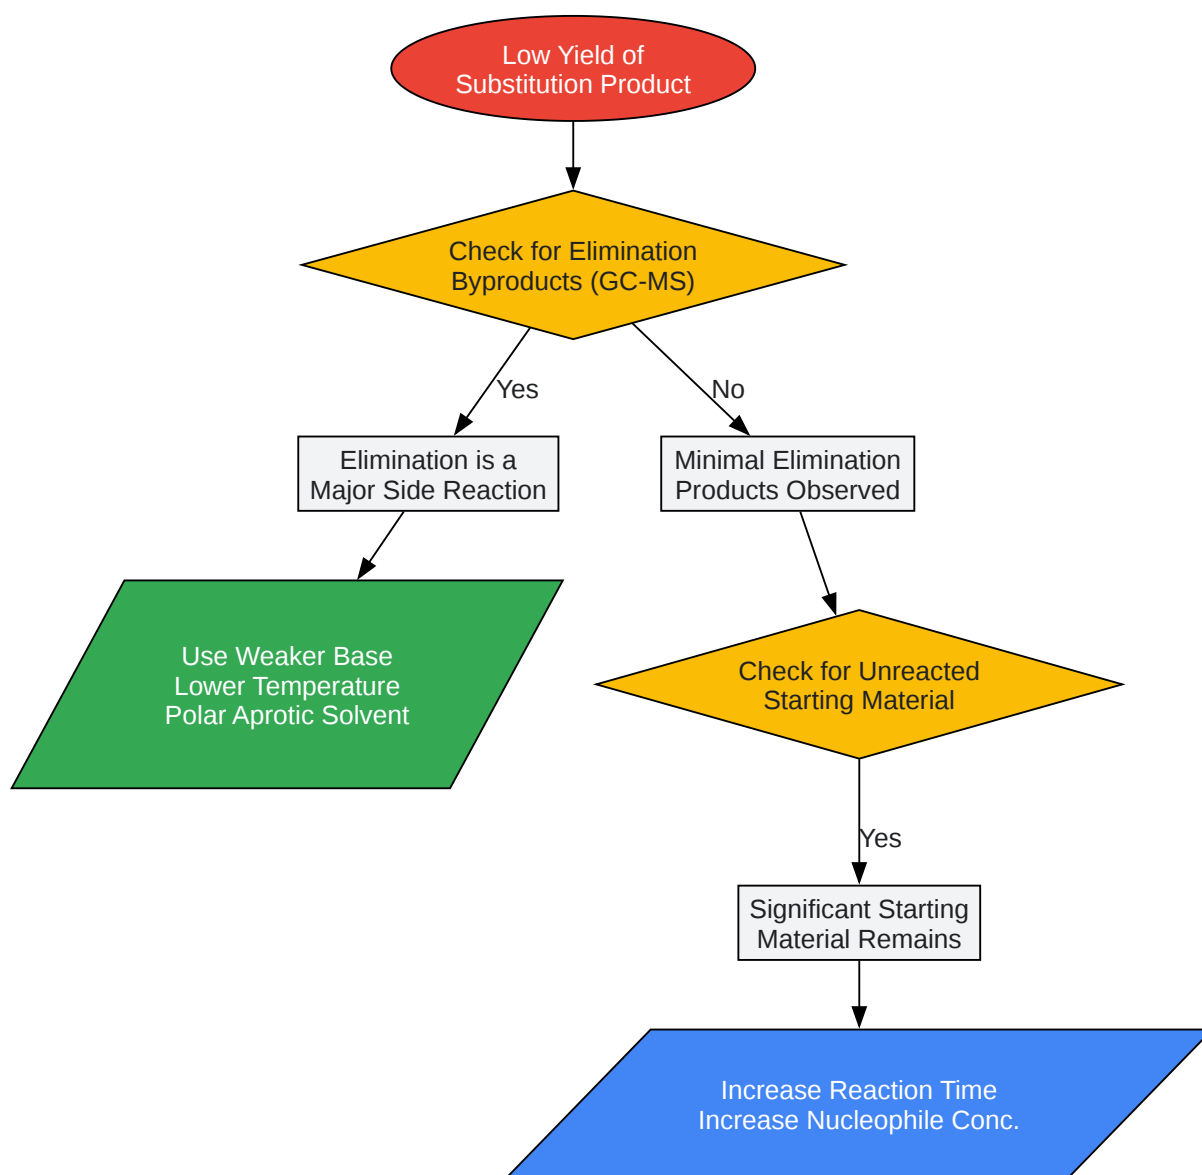 Low Yield of
Substitution Product
Check for Elimination
Byproducts (GC-MS)
Yes
No
Elimination is a
Major Side Reaction
Minimal Elimination
Products Observed
Use Weaker Base
Lower Temperature
Polar Aprotic Solvent
Check for Unreacted
Starting Material
Yes
Significant Starting
Material Remains
Increase Reaction Time
Increase Nucleophile Conc.